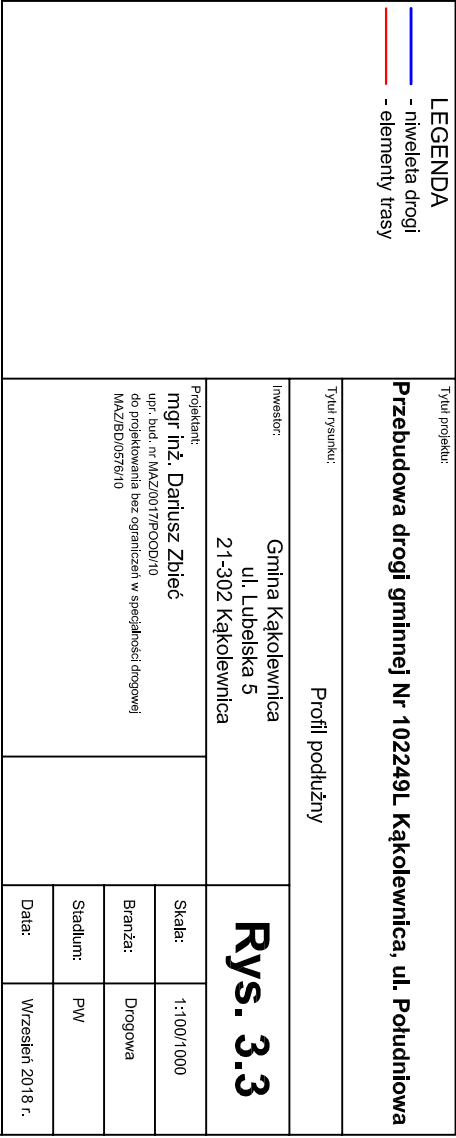 LEGENDA
- niweleta drogi
- elementy trasy
Tytuł projektu:
Przebudowa drogi gminnej Nr 102249L Kąkolewnica, ul. Południowa
Tytuł rysunku:
Profil podłużny
Inwestor:
Gmina Kąkolewnica
ul. Lubelska 5
21-302 Kąkolewnica
Rys. 3.3
Projektant:
mgr inż. Dariusz Zbieć
upr. bud. nr MAZ/0017/POOD/10
do projektowania bez ograniczeń w specjalności drogowej
MAZ/BD/0576/10
Skala: 1:100/1000
Branża: Drogowa
Stadium: PW
Data: Wrzesień 2018 r.